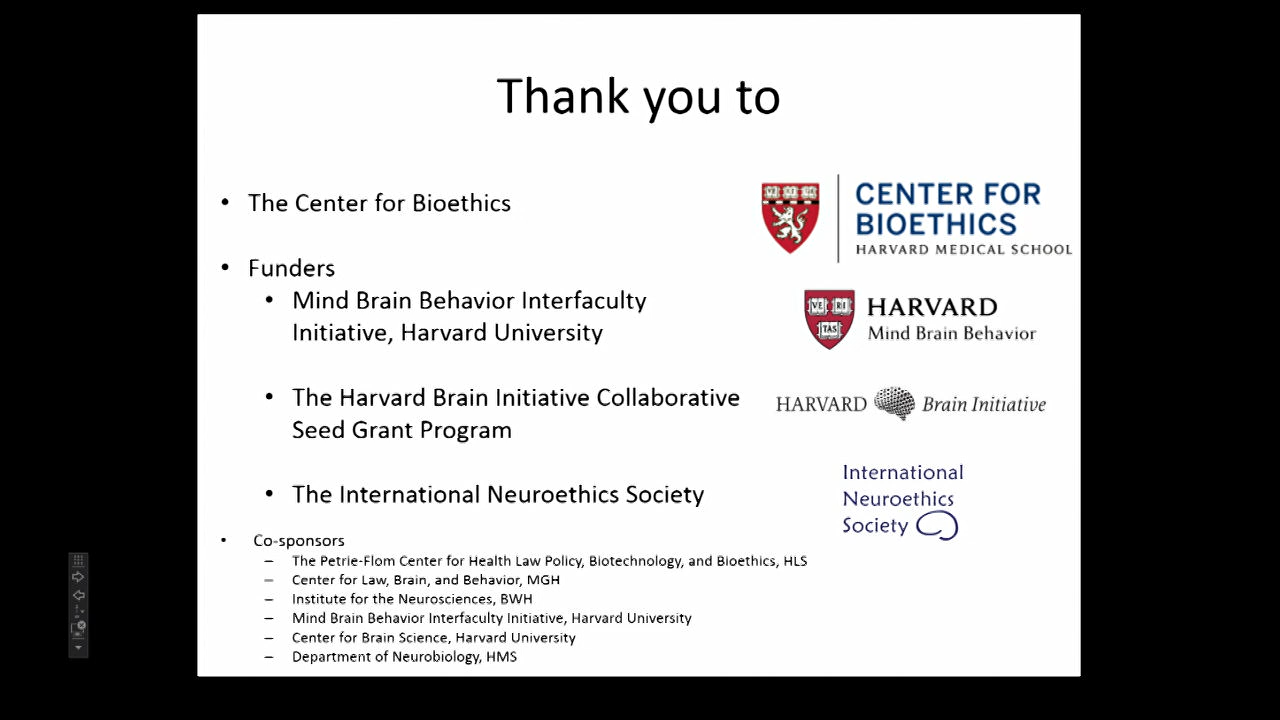 Thank you to
• The Center for Bioethics
CENTER FOR
BIOETHICS
HARVARD MEDICAL SCHOOL
• Funders
• Mind Brain Behavior Interfaculty
Initiative, Harvard University
VE RI
TAS
HARVARD
Mind Brain Behavior
• The Harvard Brain Initiative Collaborative
Seed Grant Program
HARVARD Brain Initiative
• The International Neuroethics Society
International
Neuroethics
Society
• Co-sponsors
– The Petrie-Flom Center for Health Law Policy, Biotechnology, and Bioethics, HLS
– Center for Law, Brain, and Behavior, MGH
– Institute for the Neurosciences, BWH
– Mind Brain Behavior Interfaculty Initiative, Harvard University
– Center for Brain Science, Harvard University
– Department of Neurobiology, HMS